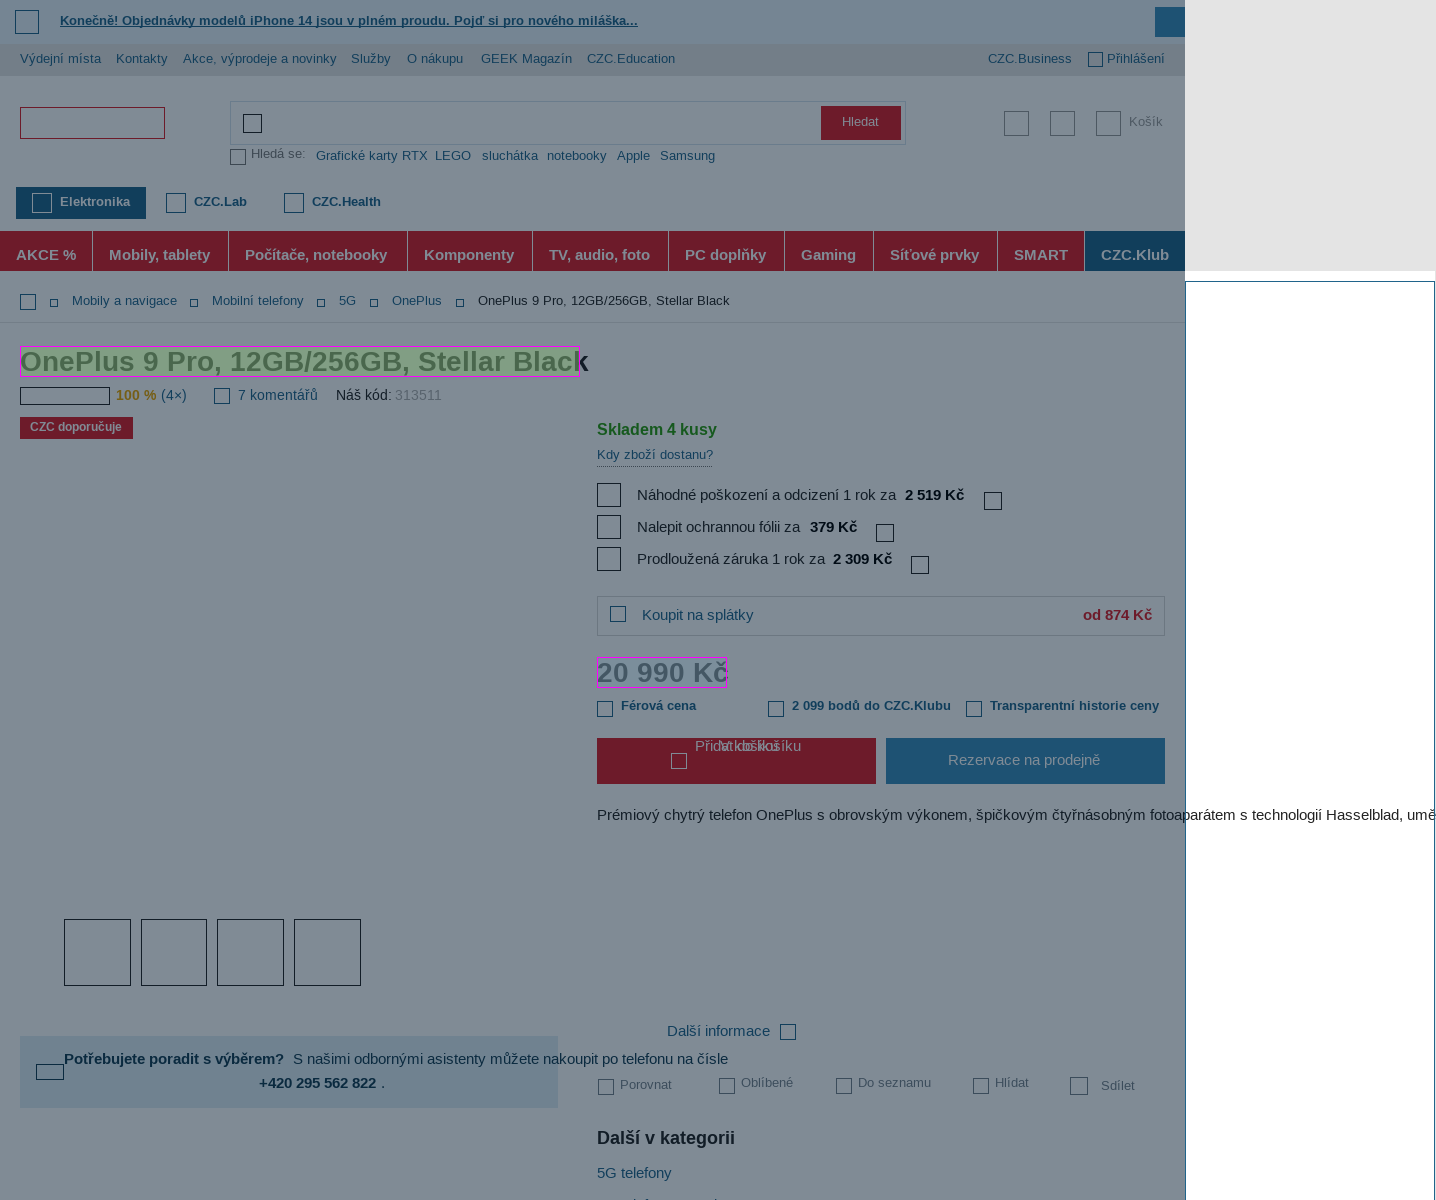 Konečně! Objednávky modelů iPhone 14 jsou v plném proudu. Pojď si pro nového miláška...
Výdejní místa Kontakty Akce, výprodeje a novinky Služby O nákupu GEEK Magazín CZC.Education CZC.Business Přihlášení
Hledat
Košík
Hledá se: Grafické karty RTX LEGO sluchátka notebooky Apple Samsung
Elektronika CZC.Lab CZC.Health
AKCE % Mobily, tablety Počítače, notebooky Komponenty TV, audio, foto PC doplňky Gaming Síťové prvky SMART CZC.Klub
Mobily a navigace Mobilní telefony 5G OnePlus OnePlus 9 Pro, 12GB/256GB, Stellar Black
OnePlus 9 Pro, 12GB/256GB, Stellar Black
100 % (4×) 7 komentářů Náš kód: 313511
CZC doporučuje
Skladem 4 kusy
Kdy zboží dostanu?
Náhodné poškození a odcizení 1 rok za 2 519 Kč
Nalepit ochrannou fólii za 379 Kč
Prodloužená záruka 1 rok za 2 309 Kč
Koupit na splátky od 874 Kč
20 990 Kč
Férová cena 2 099 bodů do CZC.Klubu Transparentní historie ceny
Přidat do košíku
V košíku
Rezervace na prodejně
Prémiový chytrý telefon OnePlus s obrovským výkonem, špičkovým čtyřnásobným fotoaparátem s technologií Hasselblad, umě
Další informace
Potřebujete poradit s výběrem? S našimi odbornými asistenty můžete nakoupit po telefonu na čísle
+420 295 562 822 .
Porovnat Oblíbené Do seznamu Hlídat Sdílet
Další v kategorii
5G telefony